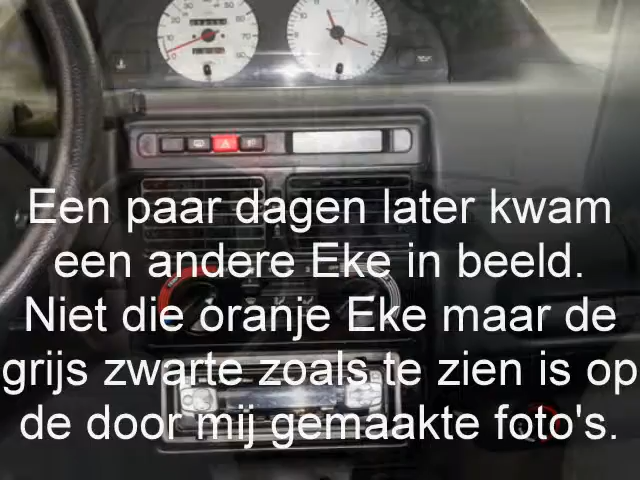 Een paar dagen later kwam
een andere Eke in beeld.
Niet die oranje Eke maar de
grijs zwarte zoals te zien is op
de door mij gemaakte foto's.